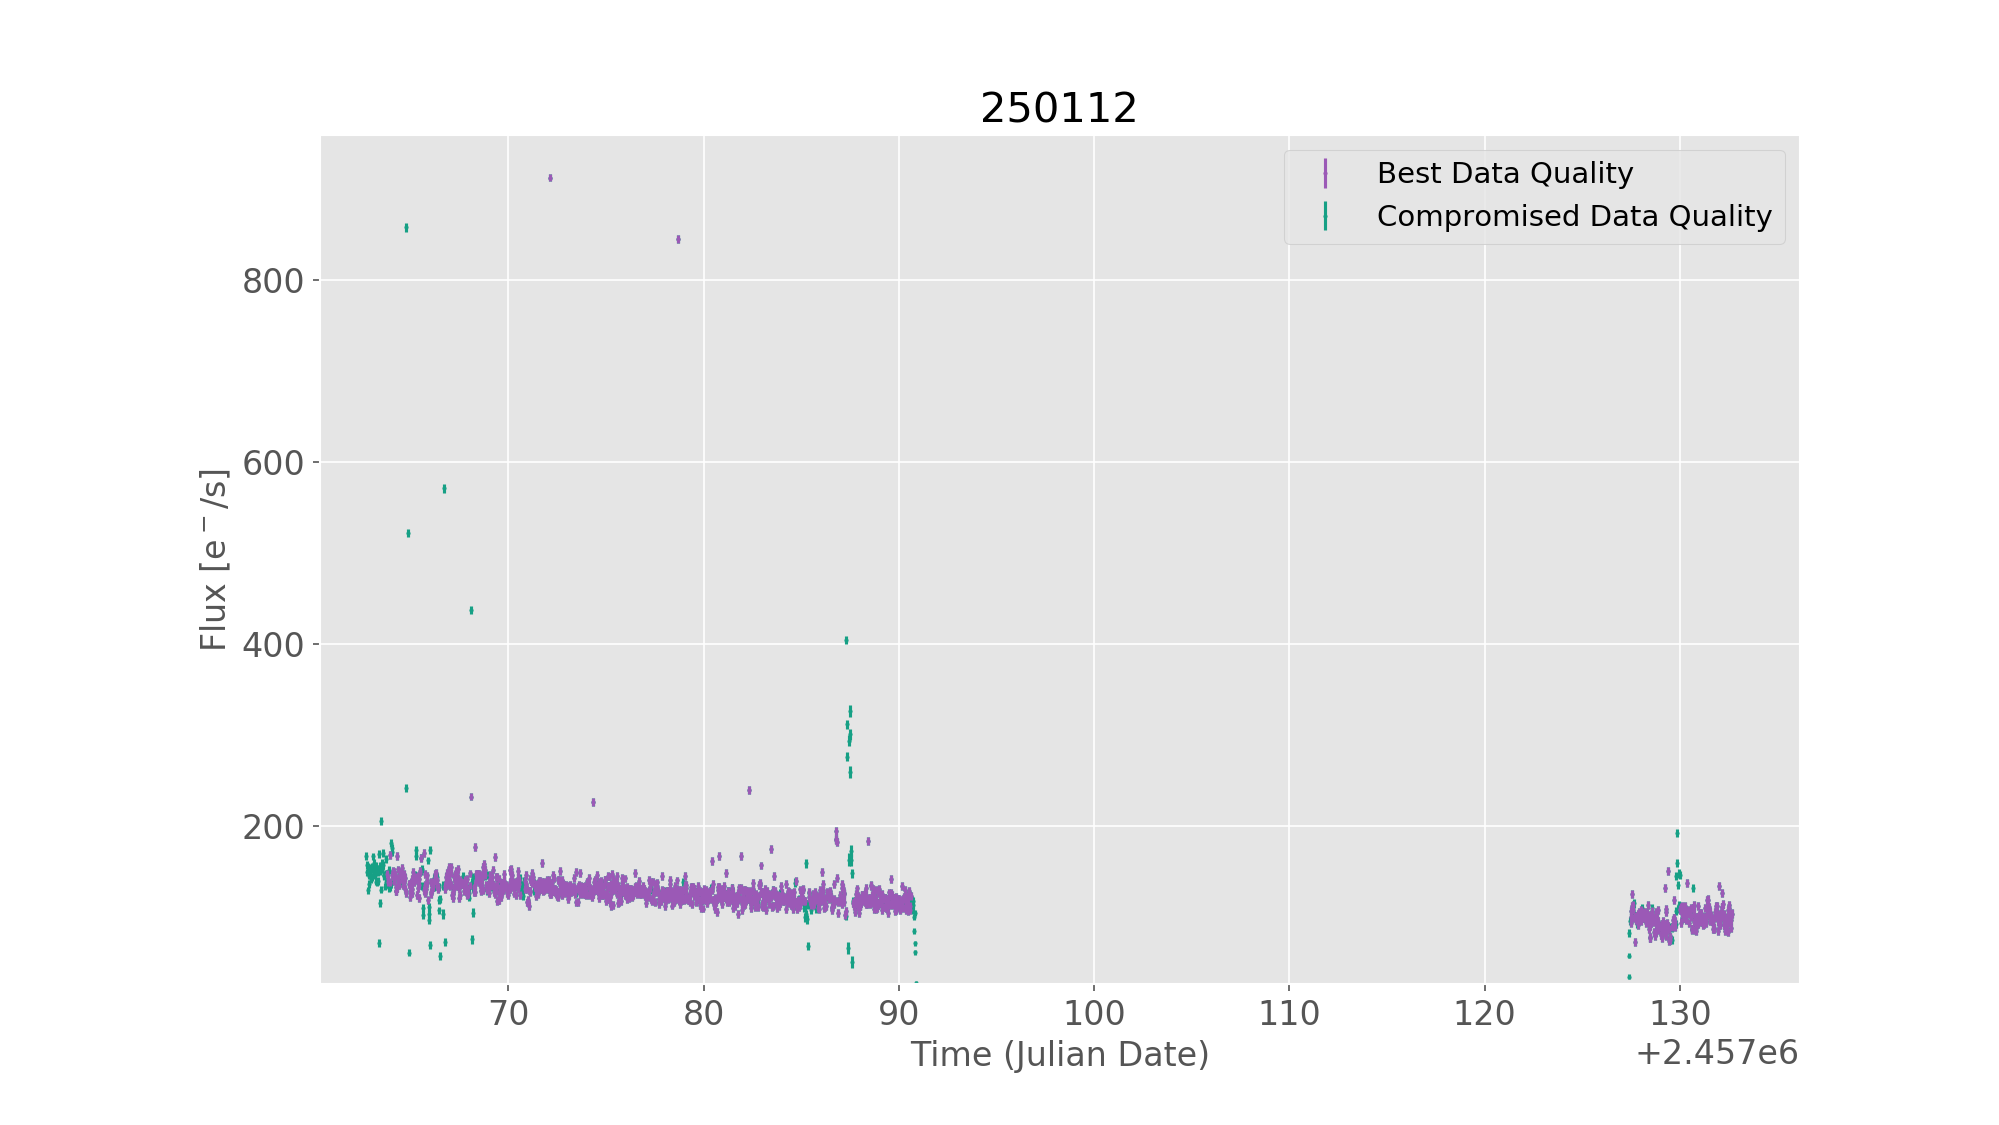 250112
Best Data Quality
Compromised Data Quality
800
600
400
200
Flux [e⁻/s]
70 80 90 100 110 120 130
Time (Julian Date)
+2.457e6